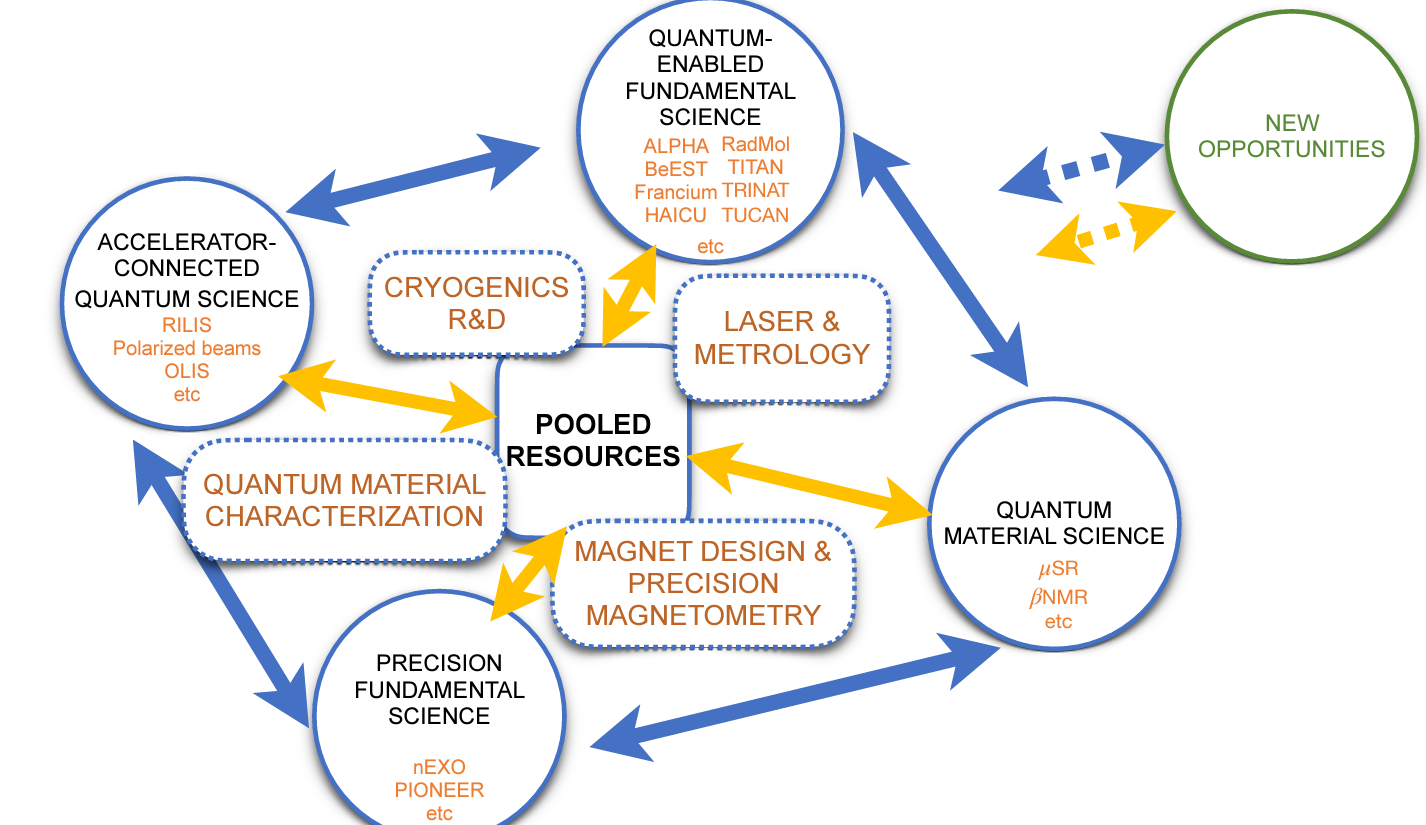 QUANTUM-
ENABLED
FUNDAMENTAL
SCIENCE
ALPHA RadMol
BeEST TITAN
Francium TRINAT
HAICU TUCAN
etc
NEW
OPPORTUNITIES
ACCELERATOR-
CONNECTED
QUANTUM SCIENCE
RILIS
Polarized beams
OLIS
etc
CRYOGENICS
R&D
LASER &
METROLOGY
POOLED
RESOURCES
QUANTUM MATERIAL
CHARACTERIZATION
MAGNET DESIGN &
PRECISION
MAGNETOMETRY
QUANTUM
MATERIAL SCIENCE
μSR
βNMR
etc
PRECISION
FUNDAMENTAL
SCIENCE
nEXO
PIONEER
etc